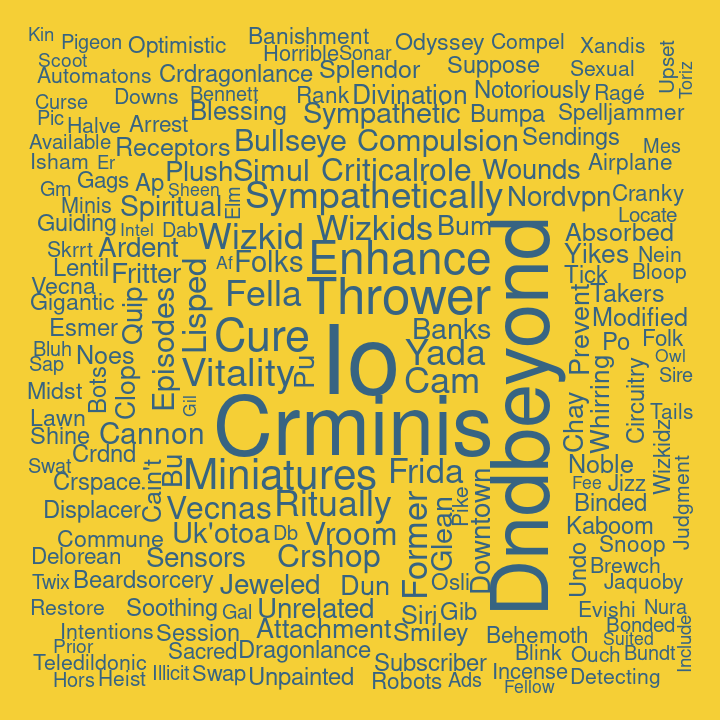 Kin
Pigeon
Optimistic
Banishment
Horrible
Sonar
Odyssey
Compel
Xandis
Upset
Toriz
Scoot
Automatons
Crdragonlance
Splendor
Suppose
Sexual
Curse
Downs
Bennett
Rank
Divination
Notoriously
Ragé
Pic
Halve
Arrest
Blessing
Sympathetic
Bumpa
Spelljammer
Available
Receptors
Bullseye
Compulsion
Sendings
Mes
Isham
Er
Gags
Ap
Plush
Simul
Criticalrole
Wounds
Airplane
Gm
Minis
Sheen
Elm
Sympathetically
Nordvpn
Cranky
Guiding
Spiritual
Locate
Intel
Dab
Wizkid
Wizkids
Bum
Absorbed
Skrrt
Ardent
Af
Folks
Enhance
Yikes
Nein
Lentil
Fritter
Lisped
Tick
Bloop
Vecna
Gigantic
Quip
Episodes
Fella
Thrower
Dndbeyond
Prevent
Takers
Modified
Esmer
Cure
Io
Banks
Po
Folk
Bluh
Noes
Yada
Owl
Sap
Vitality
Pu
Cam
Sire
Midst
Bots
Clop
Gil
Crminis
Chay
Whirring
Circuitry
Tails
Lawn
Shine
Cannon
Wizkidz
Crdnd
Swat
Crspace.
Cain't
Bu
Miniatures
Frida
Noble
Fee
Jizz
Judgment
Displacer
Vecnas
Ritually
Former
Glean
Pike
Downtown
Binded
Commune
Uk'otoa
Db
Vroom
Kaboom
Delorean
Sensors
Crshop
Snoop
Undo
Brewch
Twix
Beardsorcery
Jeweled
Dun
Osli
Jaquoby
Restore
Soothing
Gal
Unrelated
Siri
Gib
Evishi
Nura
Intentions
Session
Attachment
Smiley
Behemoth
Bonded
Suited
Include
Prior
Sacred
Dragonlance
Blink
Ouch
Bundt
Teledildonic
Subscriber
Incense
Detecting
Hors
Heist
Illicit
Swap
Unpainted
Robots
Ads
Fellow